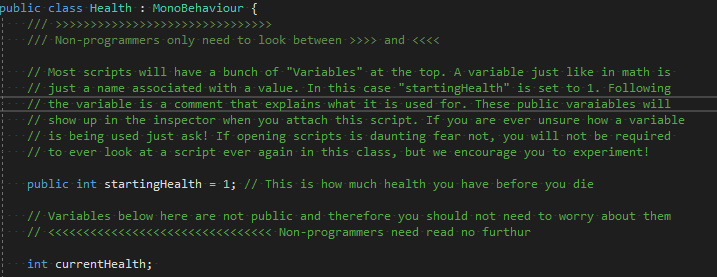 public class Health : MonoBehaviour {
/// >>>>>>>>>>>>>>>>>>>>>>>>>>>>>>>
/// Non-programmers only need to look between >>>> and <<<<
// Most scripts will have a bunch of "Variables" at the top. A variable just like in math is
// just a name associated with a value. In this case "startingHealth" is set to 1. Following
// the variable is a comment that explains what it is used for. These public varaiables will
// show up in the inspector when you attach this script. If you are ever unsure how a variable
// is being used just ask! If opening scripts is daunting fear not, you will not be required
// to ever look at a script ever again in this class, but we encourage you to experiment!
public int startingHealth = 1; // This is how much health you have before you die
// Variables below here are not public and therefore you should not need to worry about them
// <<<<<<<<<<<<<<<<<<<<<<<<<<<<<<<< Non-programmers need read no furthur
int currentHealth;